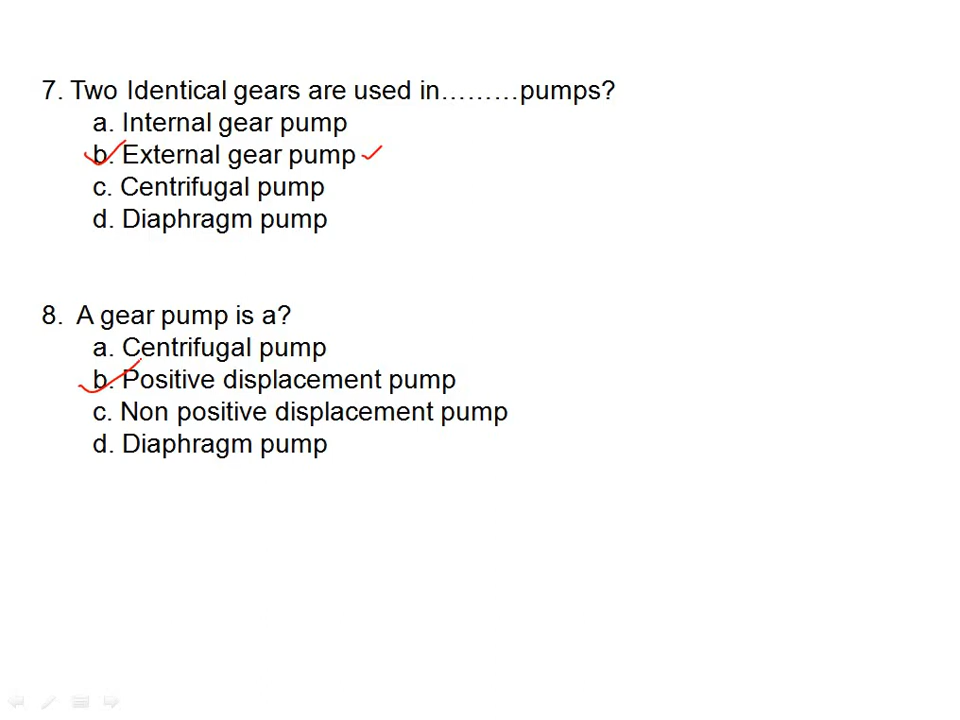 7. Two Identical gears are used in………pumps?
a. Internal gear pump
b. External gear pump
c. Centrifugal pump
d. Diaphragm pump
8. A gear pump is a?
a. Centrifugal pump
b. Positive displacement pump
c. Non positive displacement pump
d. Diaphragm pump